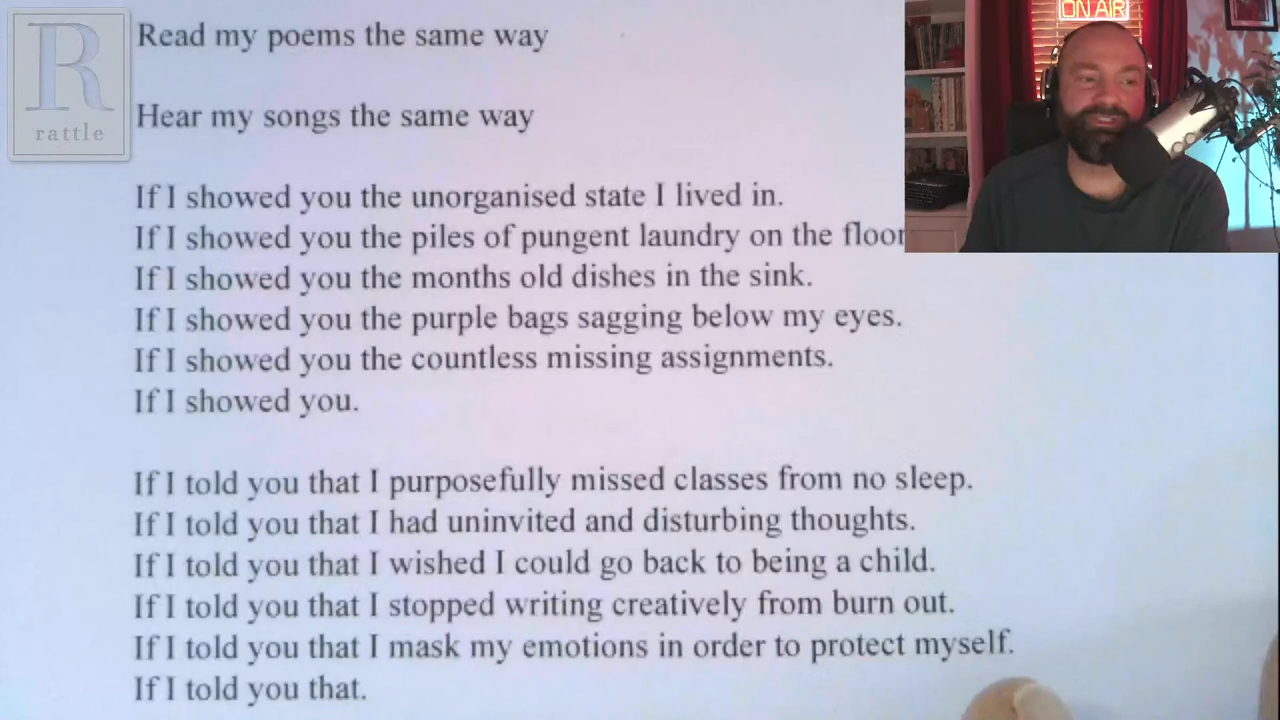 R
rattle
ON AIR
Read my poems the same way
Hear my songs the same way
If I showed you the unorganised state I lived in.
If I showed you the piles of pungent laundry on the floor
If I showed you the months old dishes in the sink.
If I showed you the purple bags sagging below my eyes.
If I showed you the countless missing assignments.
If I showed you.
If I told you that I purposefully missed classes from no sleep.
If I told you that I had uninvited and disturbing thoughts.
If I told you that I wished I could go back to being a child.
If I told you that I stopped writing creatively from burn out.
If I told you that I mask my emotions in order to protect myself.
If I told you that.